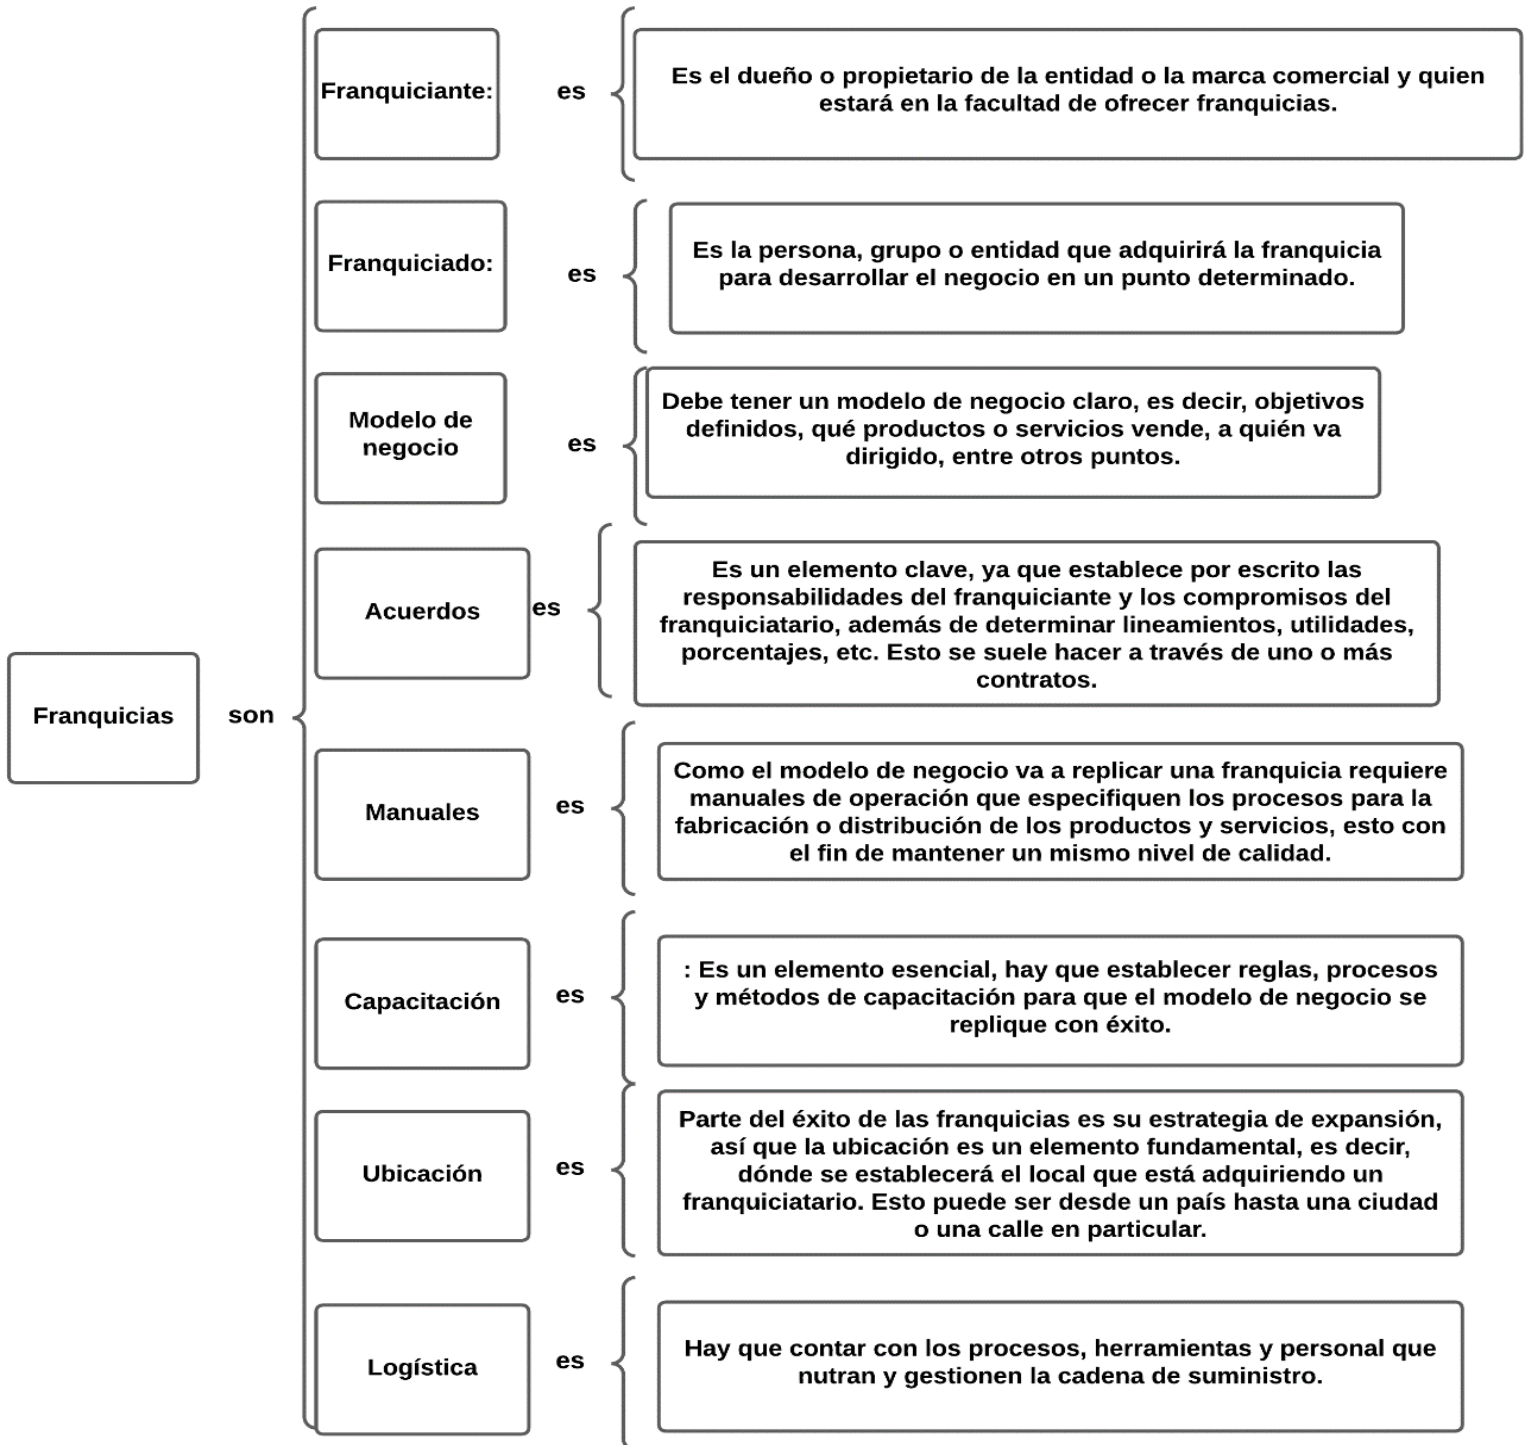 Franquicias
son
Franquiciante:
es
Es el dueño o propietario de la entidad o la marca comercial y quien
estará en la facultad de ofrecer franquicias.
Franquiciado:
es
Es la persona, grupo o entidad que adquirirá la franquicia
para desarrollar el negocio en un punto determinado.
Modelo de
negocio
es
Debe tener un modelo de negocio claro, es decir, objetivos
definidos, qué productos o servicios vende, a quién va
dirigido, entre otros puntos.
Acuerdos
es
Es un elemento clave, ya que establece por escrito las
responsabilidades del franquiciante y los compromisos del
franquiciatario, además de determinar lineamientos, utilidades,
porcentajes, etc. Esto se suele hacer a través de uno o más
contratos.
Manuales
es
Como el modelo de negocio va a replicar una franquicia requiere
manuales de operación que especifiquen los procesos para la
fabricación o distribución de los productos y servicios, esto con
el fin de mantener un mismo nivel de calidad.
Capacitación
es
: Es un elemento esencial, hay que establecer reglas, procesos
y métodos de capacitación para que el modelo de negocio se
replique con éxito.
Ubicación
es
Parte del éxito de las franquicias es su estrategia de expansión,
así que la ubicación es un elemento fundamental, es decir,
dónde se establecerá el local que está adquiriendo un
franquiciatario. Esto puede ser desde un país hasta una ciudad
o una calle en particular.
Logística
es
Hay que contar con los procesos, herramientas y personal que
nutran y gestionen la cadena de suministro.